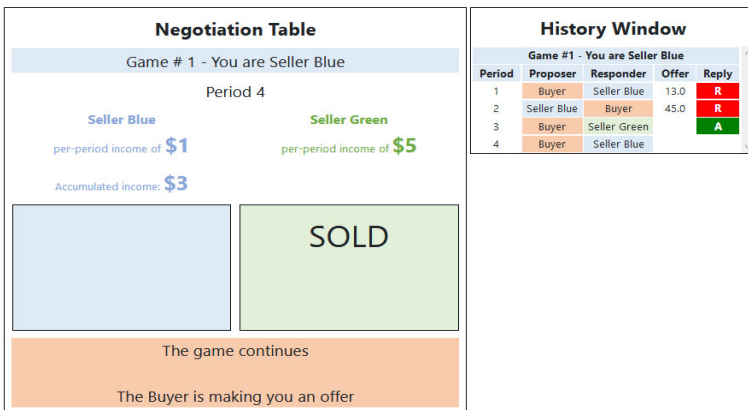 Negotiation Table
Game # 1 - You are Seller Blue
Period 4
Seller Blue Seller Green
per-period income of $1 per-period income of $5
Accumulated income: $3
SOLD
The game continues
The Buyer is making you an offer
History Window
Game #1 - You are Seller Blue
Period Proposer Responder Offer Reply
1 Buyer Seller Blue 13.0 R
2 Seller Blue Buyer 45.0 R
3 Buyer Seller Green A
4 Buyer Seller Blue